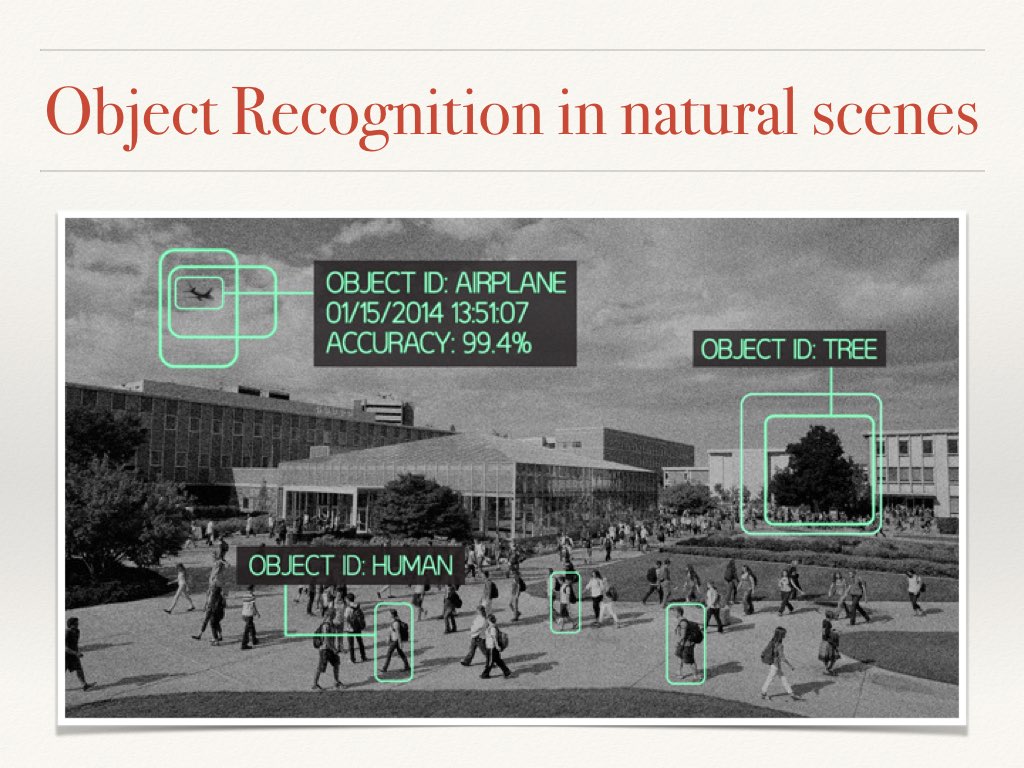 Object Recognition in natural scenes
OBJECT ID: AIRPLANE
01/15/2014 13:51:07
ACCURACY: 99.4%
OBJECT ID: TREE
OBJECT ID: HUMAN